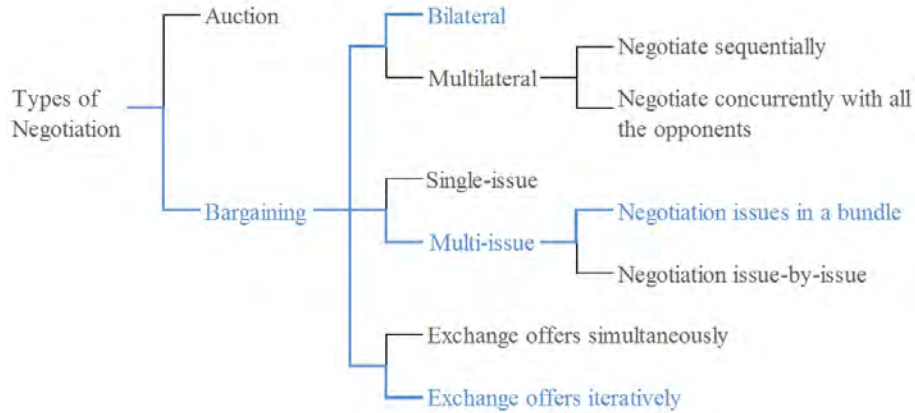 Auction
Bilateral
Negotiate sequentially
Multilateral
Types of
Negotiation
Negotiate concurrently with all
the opponents
Single-issue
Bargaining
Negotiation issues in a bundle
Multi-issue
Negotiation issue-by-issue
Exchange offers simultaneously
Exchange offers iteratively